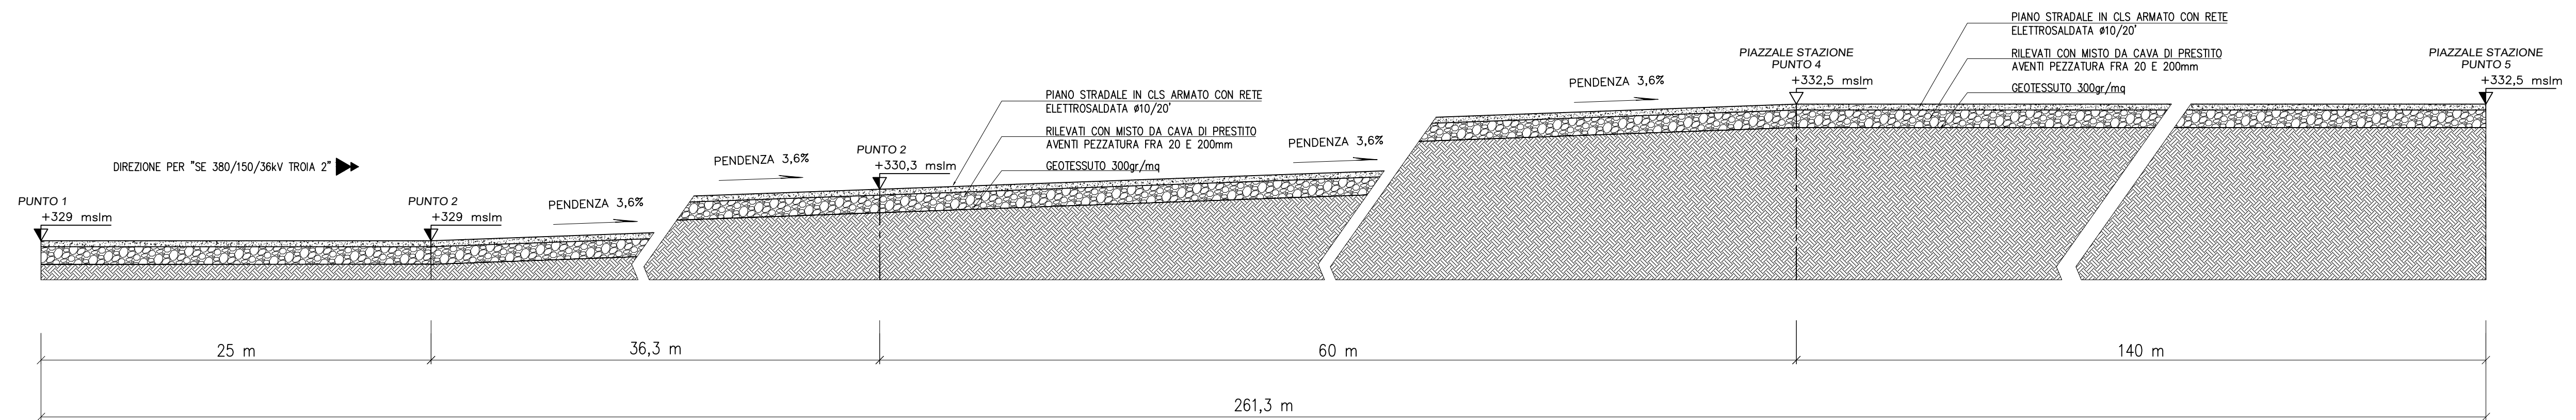 PIANO STRADALE IN CLS ARMATO CON RETE
ELETTROSALDATA ø10/20'
RILEVATI CON MISTO DA CAVA DI PRESTITO
AVENTI PEZZATURA FRA 20 E 200mm
GEOTESSUTO 300gr/mq
PIAZZALE STAZIONE
PUNTO 4
+332,5 mslm
PIAZZALE STAZIONE
PUNTO 5
+332,5 mslm
PENDENZA 3,6%
PIANO STRADALE IN CLS ARMATO CON RETE
ELETTROSALDATA ø10/20'
RILEVATI CON MISTO DA CAVA DI PRESTITO
AVENTI PEZZATURA FRA 20 E 200mm
GEOTESSUTO 300gr/mq
PENDENZA 3,6%
PUNTO 2
+330,3 mslm
PENDENZA 3,6%
DIREZIONE PER "SE 380/150/36kV TROIA 2"
PUNTO 1
+329 mslm
PUNTO 2
+329 mslm
PENDENZA 3,6%
25 m
36,3 m
60 m
140 m
261,3 m